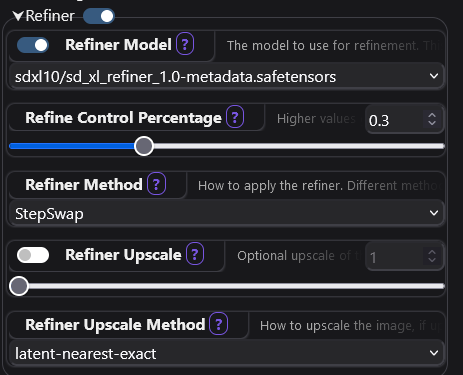 Refiner
Refiner Model ? The model to use for refinement. Th
sdxl10/sd_xl_refiner_1.0-metadata.safetensors
Refine Control Percentage ? Higher values 0.3
Refiner Method ? How to apply the refiner. Different metho
StepSwap
Refiner Upscale ? Optional upscale of 1
Refiner Upscale Method ? How to upscale the image, if u
latent-nearest-exact